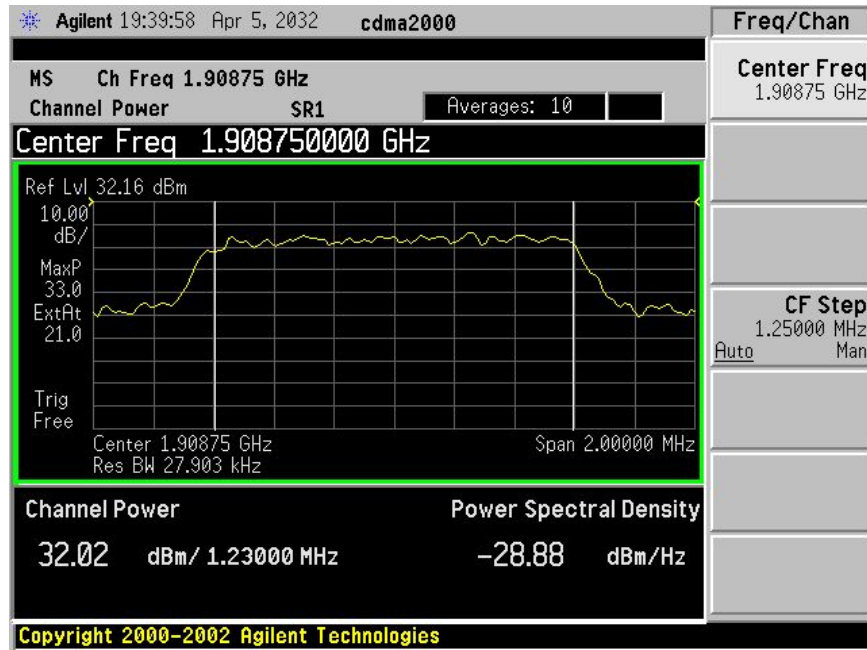 Agilent 19:39:58 Apr 5, 2032 cdma2000
Freq/Chan
MS Ch Freq 1.90875 GHz
Channel Power SR1 Averages: 10
Center Freq 1.908750000 GHz
Ref Lvl 32.16 dBm
10.00
dB/
MaxP
33.0
ExtAt
21.0
Trig
Free
Center 1.90875 GHz Span 2.00000 MHz
Res BW 27.903 kHz
Channel Power Power Spectral Density
32.02 dBm/ 1.23000 MHz -28.88 dBm/Hz
Copyright 2000-2002 Agilent Technologies
Center Freq
1.90875 GHz
CF Step
1.25000 MHz
Auto Man